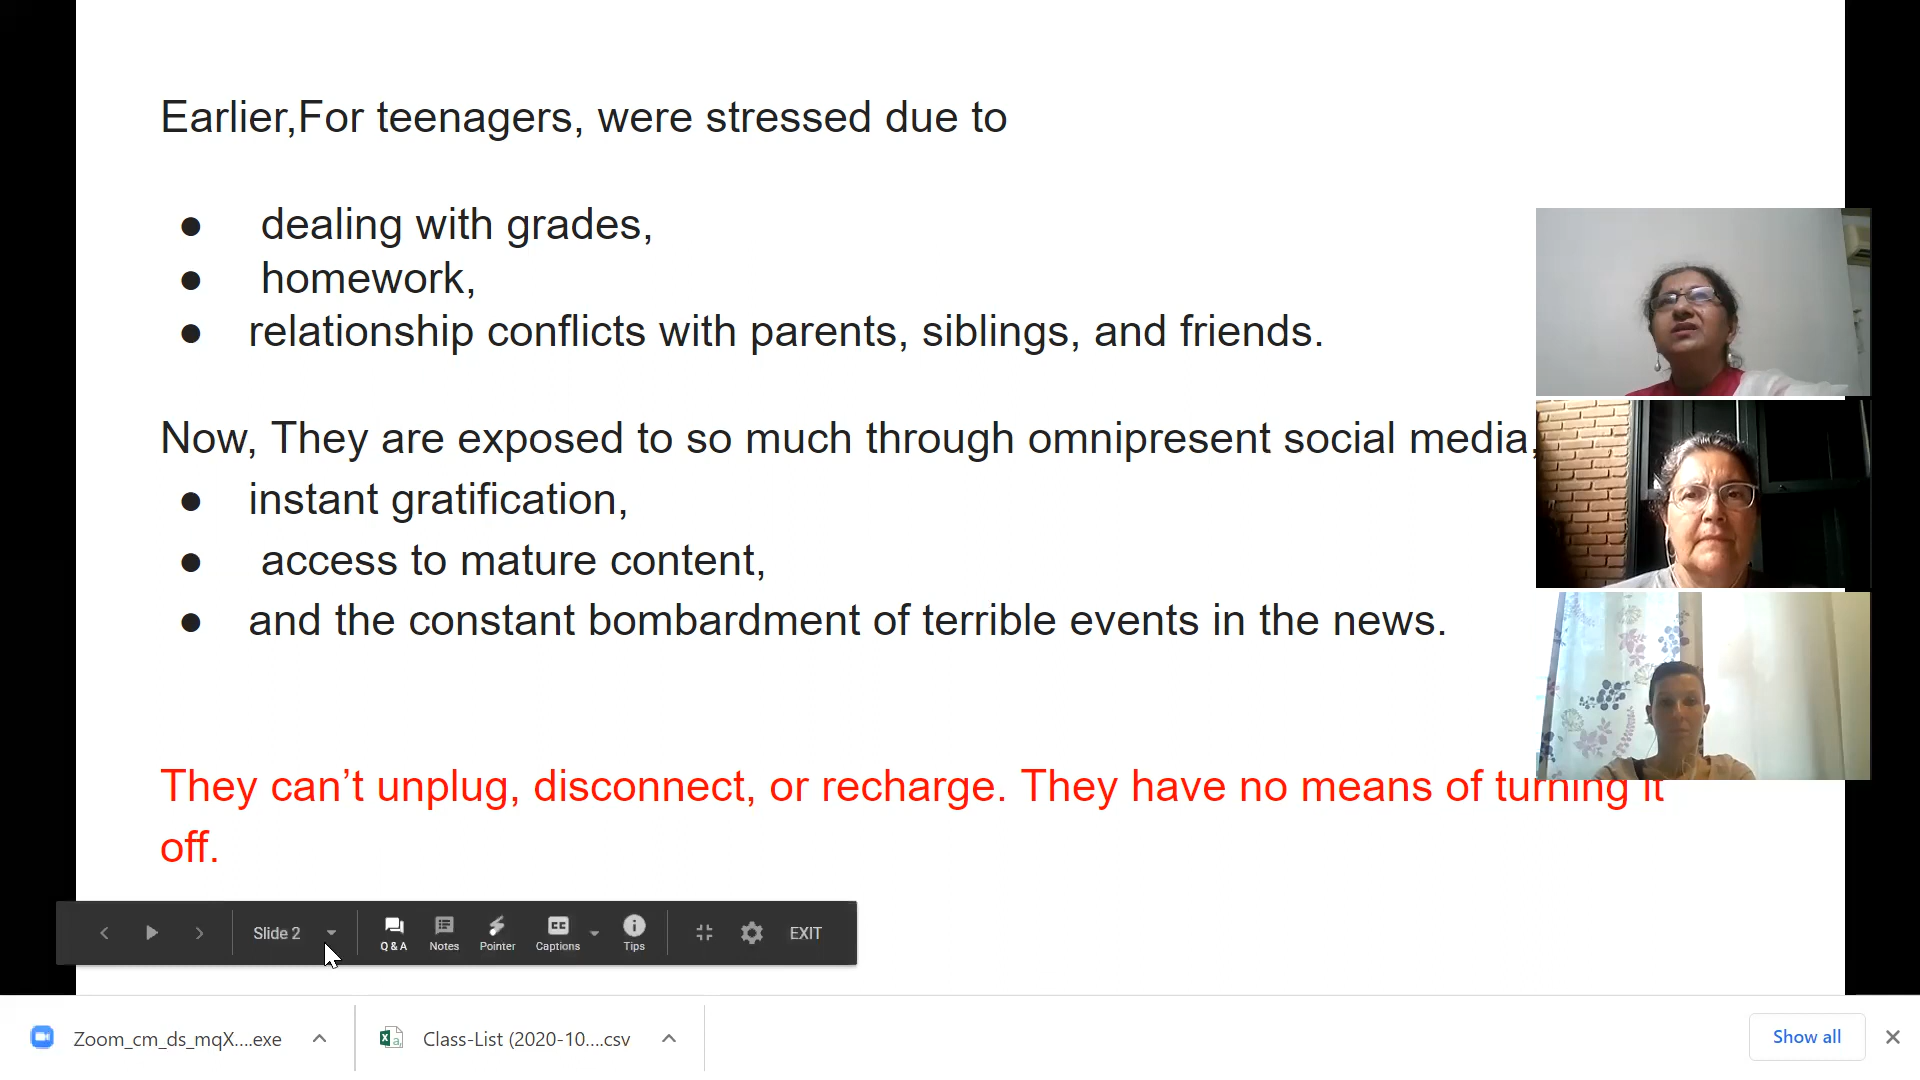 Earlier,For teenagers, were stressed due to
● dealing with grades,
● homework,
● relationship conflicts with parents, siblings, and friends.
Now, They are exposed to so much through omnipresent social media,
● instant gratification,
● access to mature content,
● and the constant bombardment of terrible events in the news.
They can’t unplug, disconnect, or recharge. They have no means of turning it
off.
Slide 2
Q & A
Notes
Pointer
CC
Captions
Tips
EXIT
Zoom_cm_ds_mqX....exe
Class-List (2020-10....csv
Show all